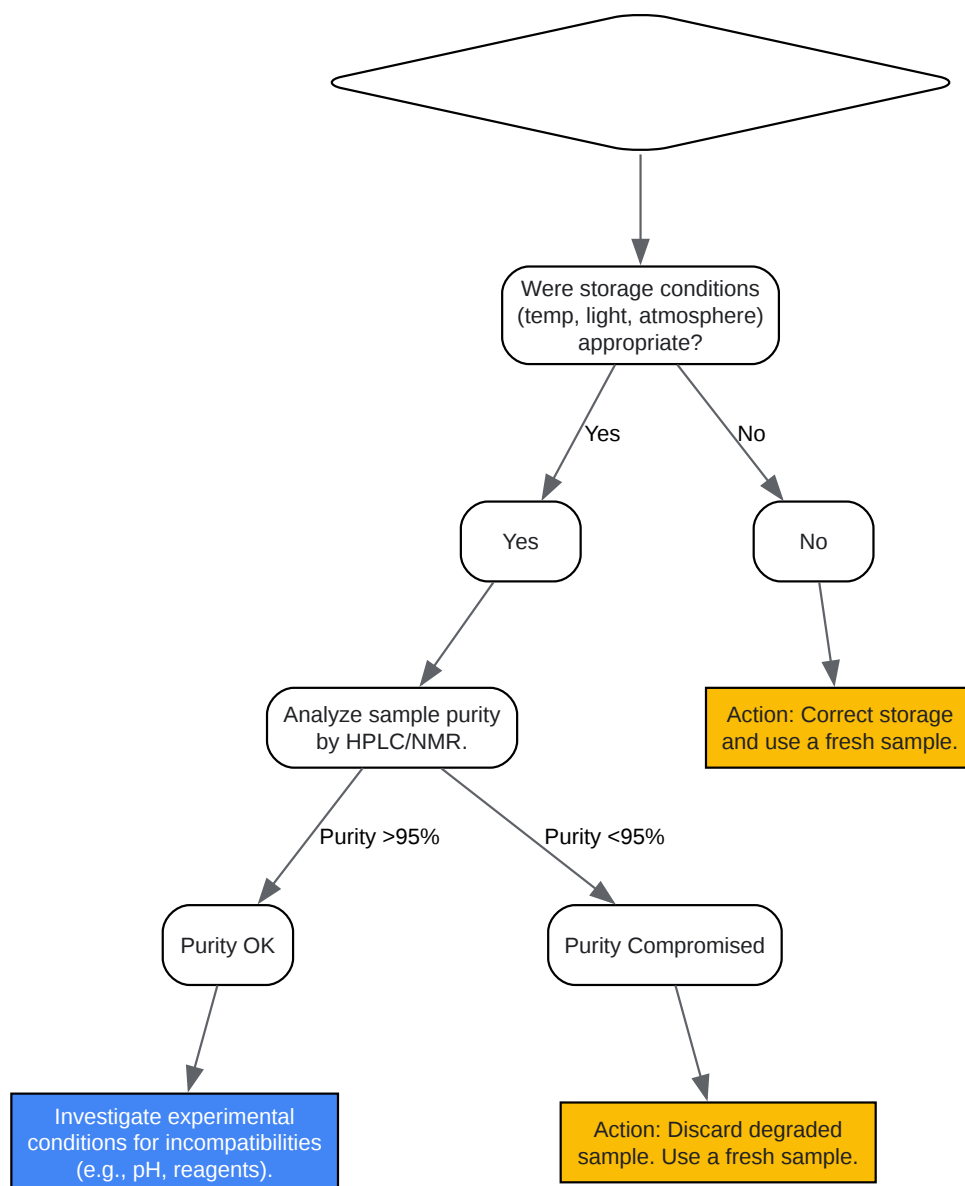 Were storage conditions
(temp, light, atmosphere)
appropriate?
Yes
No
Yes
No
Analyze sample purity
by HPLC/NMR.
Action: Correct storage
and use a fresh sample.
Purity >95%
Purity <95%
Purity OK
Purity Compromised
Investigate experimental
conditions for incompatibilities
(e.g., pH, reagents).
Action: Discard degraded
sample. Use a fresh sample.